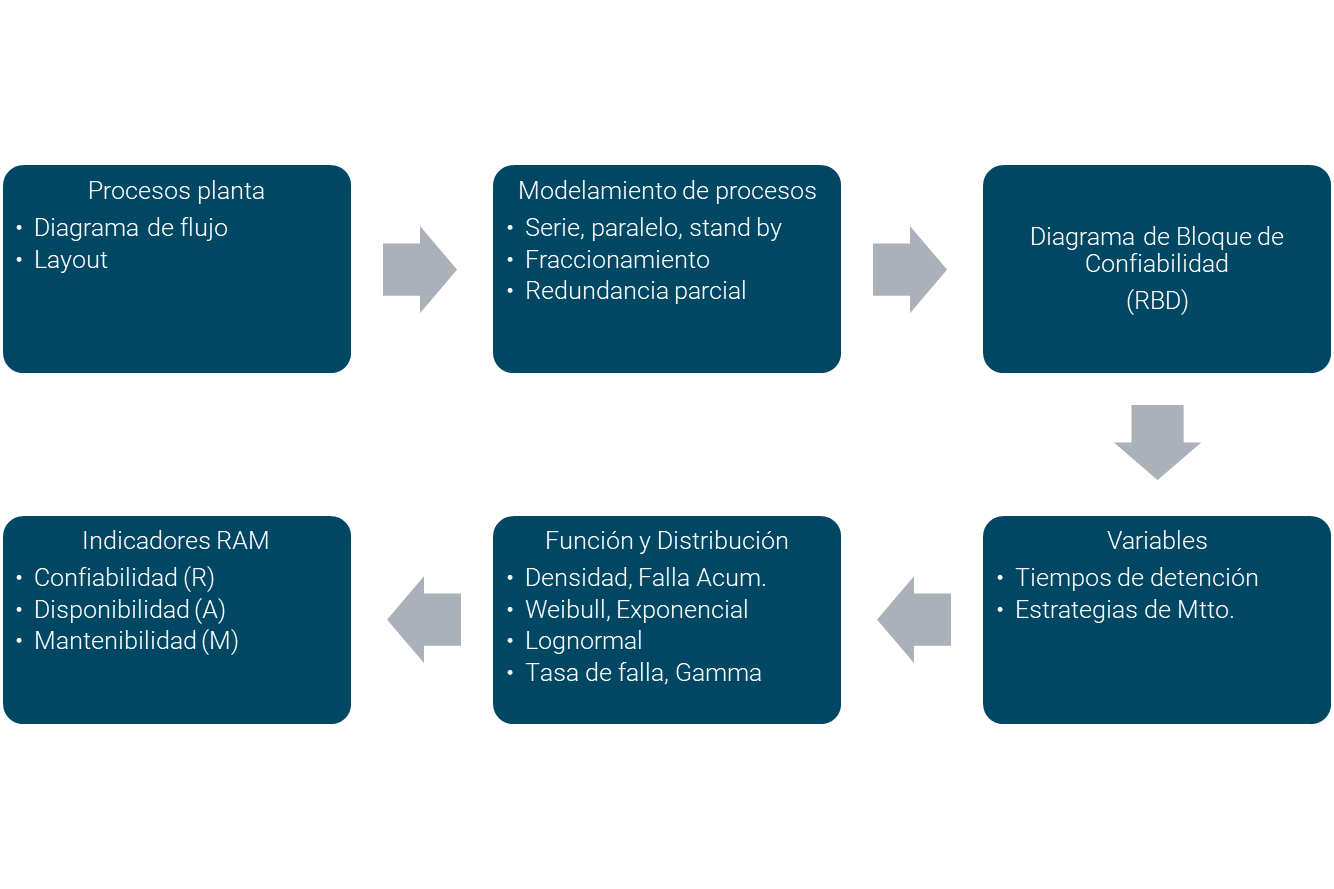 Procesos planta
• Diagrama de flujo
• Layout
Modelamiento de procesos
• Serie, paralelo, stand by
• Fraccionamiento
• Redundancia parcial
Diagrama de Bloque de
Confiabilidad
(RBD)
Variables
• Tiempos de detención
• Estrategias de Mtto.
Función y Distribución
• Densidad, Falla Acum.
• Weibull, Exponencial
• Lognormal
• Tasa de falla, Gamma
Indicadores RAM
• Confiabilidad (R)
• Disponibilidad (A)
• Mantenibilidad (M)